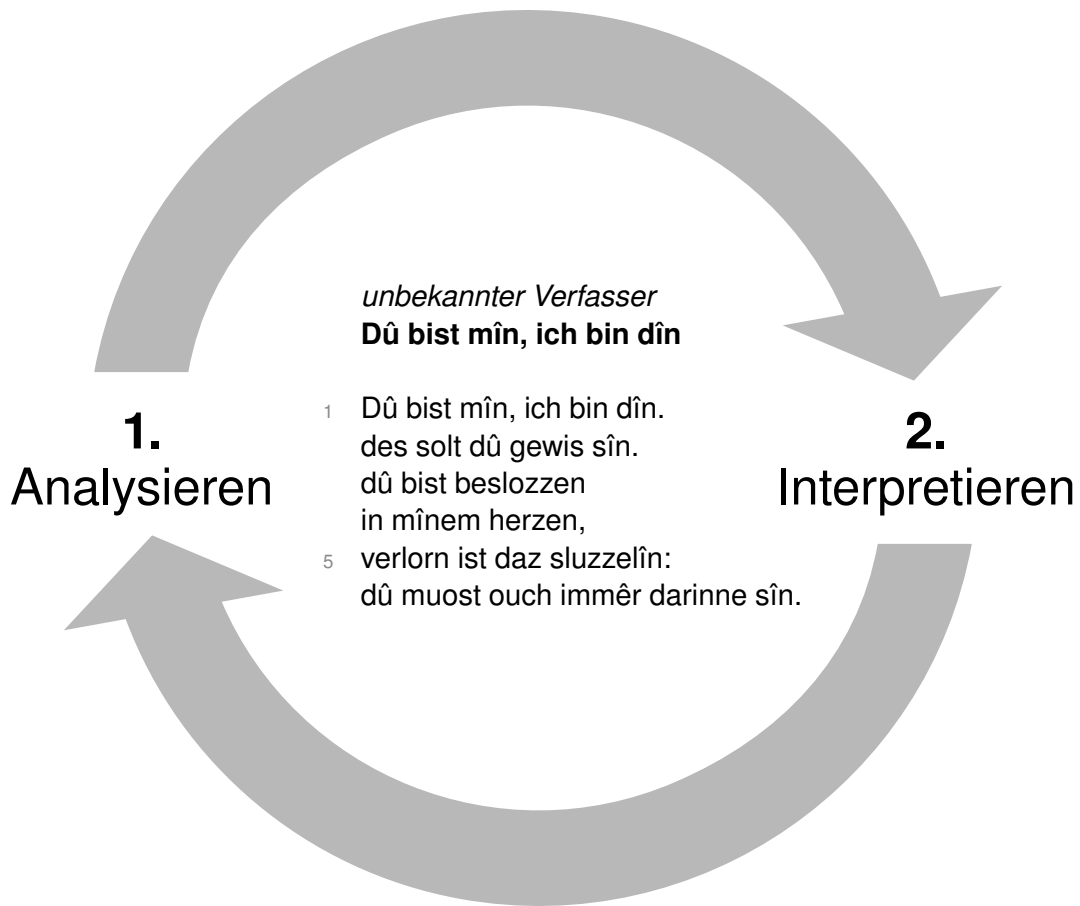 unbekannter Verfasser
Dû bist mîn, ich bin dîn
1 Dû bist mîn, ich bin dîn.
des solt dû gewis sîn.
dû bist beslozzen
in mînem herzen,
5 verlorn ist daz sluzzelîn:
dû muost ouch immêr darinne sîn.
1.
Analysieren
2.
Interpretieren